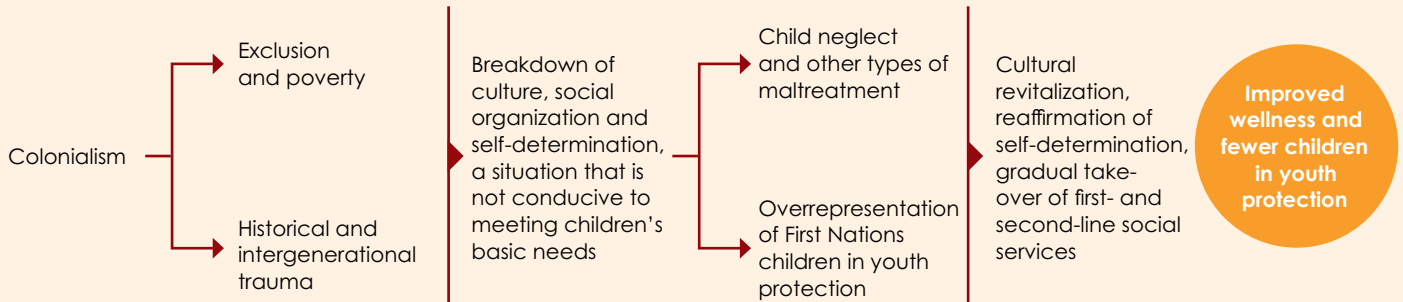 Colonialism
Exclusion
and poverty
Historical and
intergenerational
trauma
Breakdown of
culture, social
organization and
self-determination,
a situation that is
not conducive to
meeting children’s
basic needs
Child neglect
and other types of
maltreatment
Overrepresentation
of First Nations
children in youth
protection
Cultural
revitalization,
reaffirmation of
self-determination,
gradual take-
over of first- and
second-line social
services
Improved
wellness and
fewer children
in youth
protection